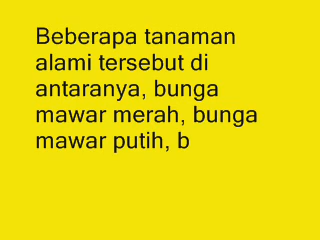 Beberapa tanaman
alami tersebut di
antaranya, bunga
mawar merah, bunga
mawar putih, b